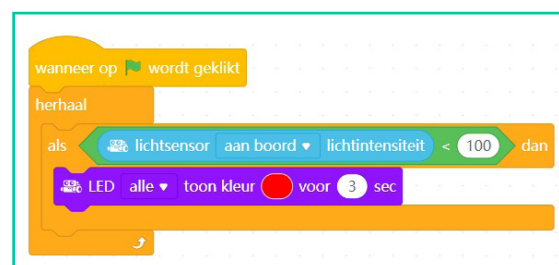 wanneer op wordt geklikt
herhaal
als lichtsensor aan boord lichtintensiteit < 100 dan
LED alle toon kleur voor 3 sec